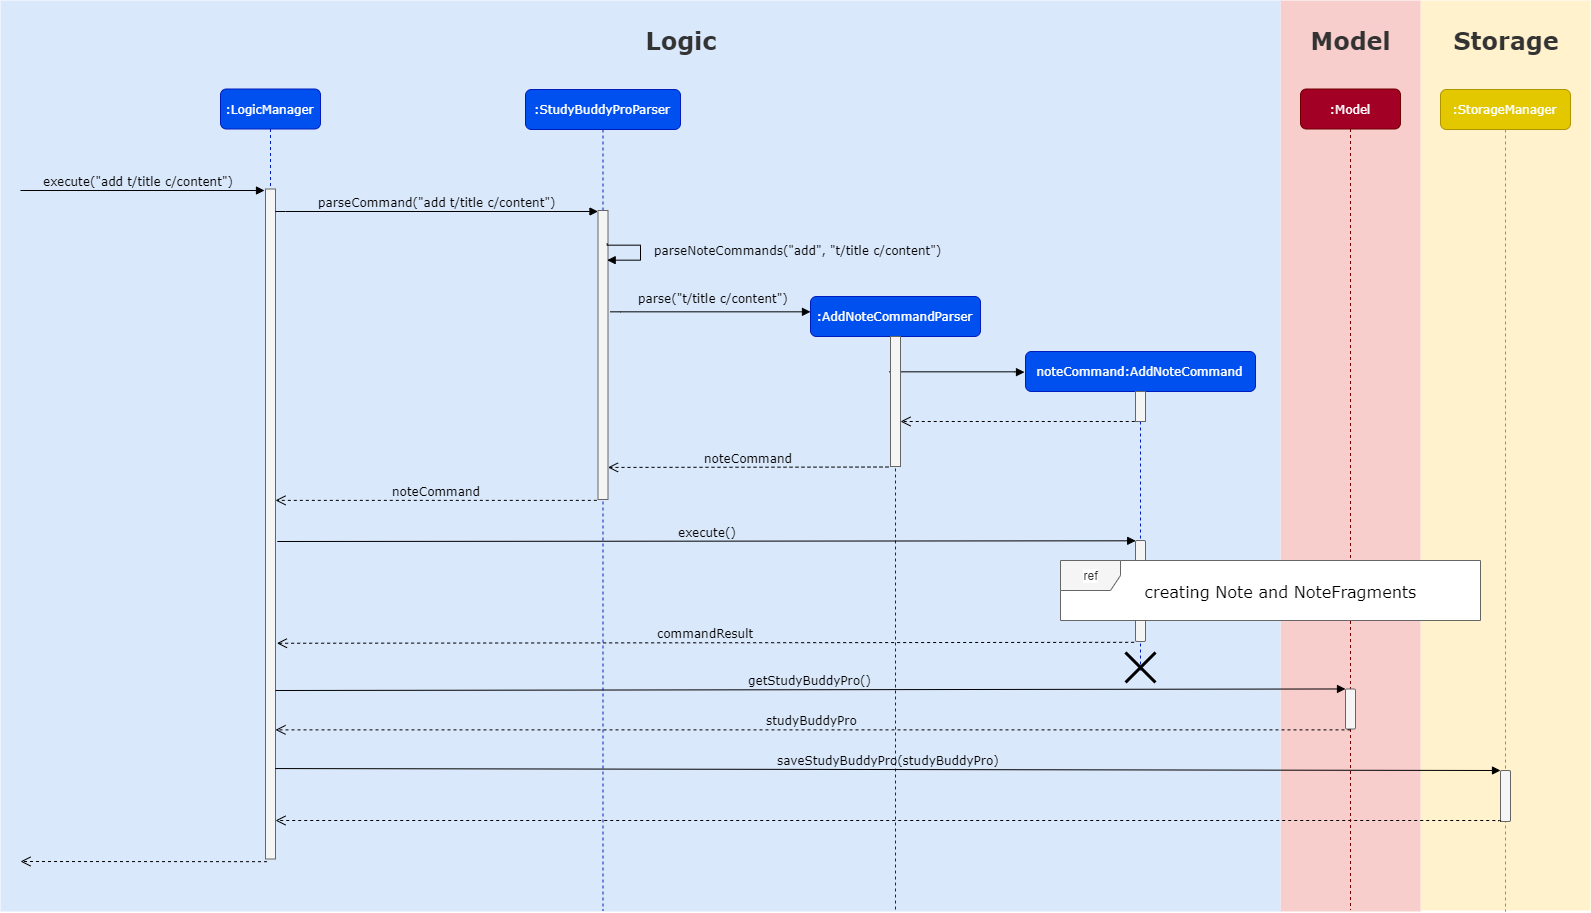 Logic
Model
Storage
:LogicManager
:StudyBuddyProParser
:Model
:StorageManager
execute("add t/title c/content")
parseCommand("add t/title c/content")
parseNoteCommands("add", "t/title c/content")
parse("t/title c/content")
:AddNoteCommandParser
noteCommand:AddNoteCommand
noteCommand
noteCommand
execute()
ref
creating Note and NoteFragments
commandResult
getStudyBuddyPro()
studyBuddyPro
saveStudyBuddyPro(studyBuddyPro)